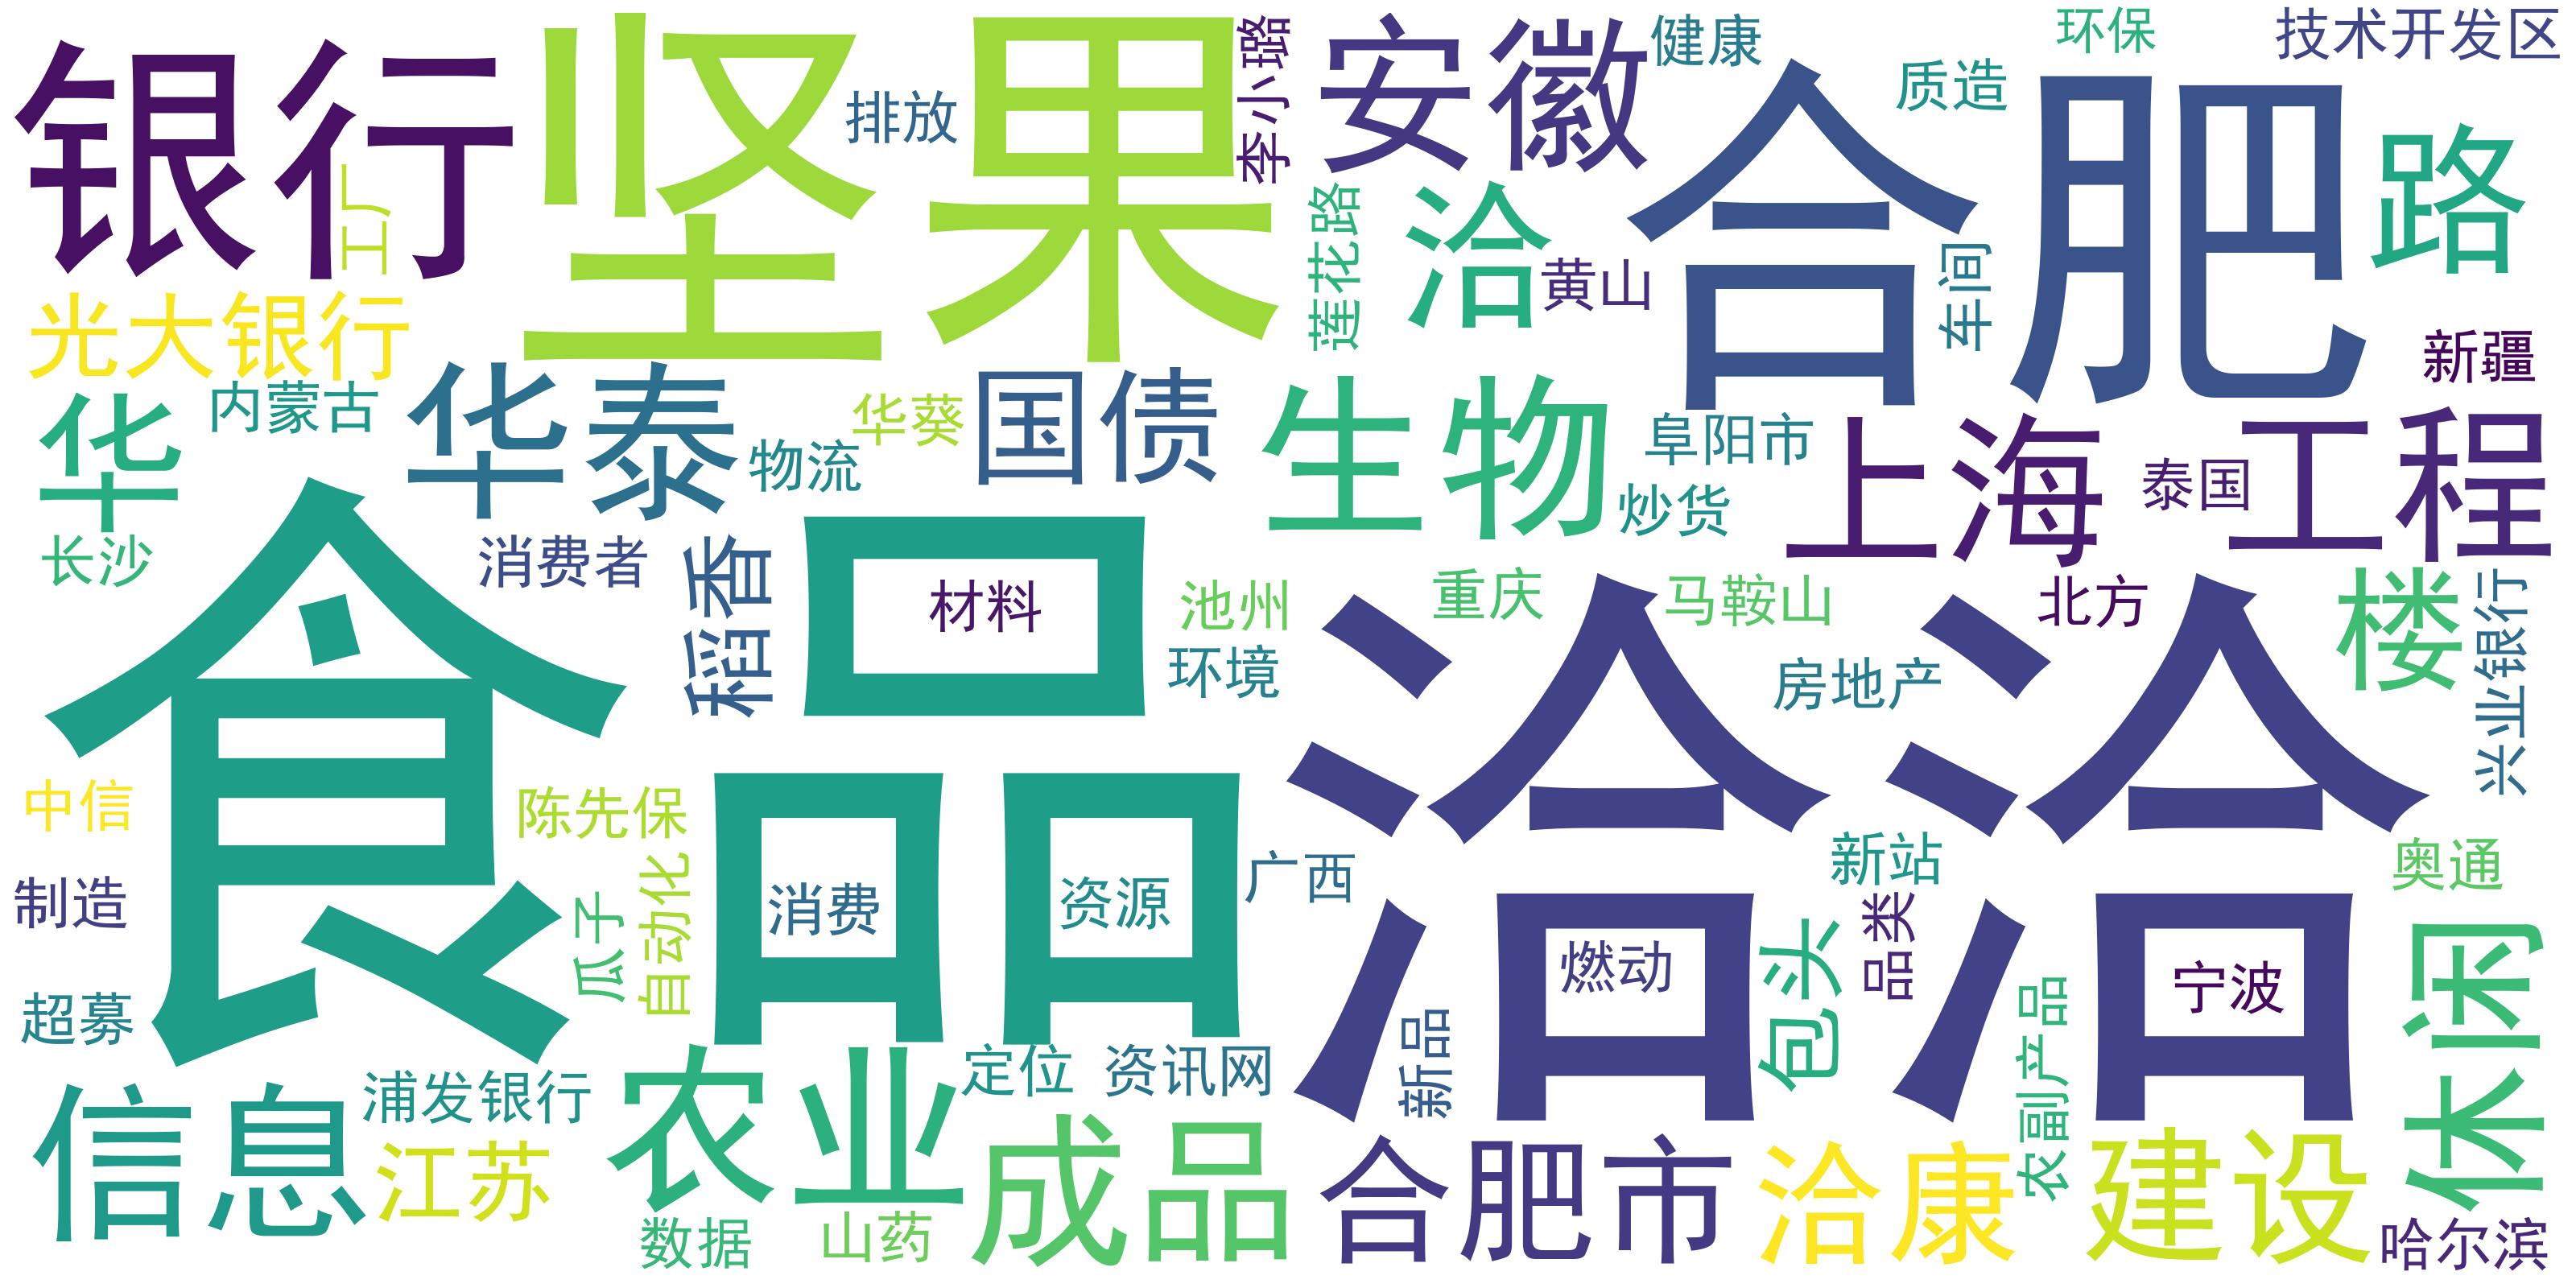 银行
坚果
排放
李小璐
安徽
健康
合肥
质造
环保
技术开发区
路
工厂
莲花路
洽
黄山
车间
光大银行
新疆
华
内蒙古
华泰
华葵
国债
生物
阜阳市
上海
工程
物流
炒货
泰国
长沙
消费者
稻香
食品
材料
池州
重庆
马鞍山
北方
楼
兴业银行
环境
洽洽
房地产
中信
陈先保
制造
自动化
瓜子
消费
资源
广西
新站
奥通
品类
燃动
包头
宁波
休闲
超募
新品
农副产品
信息
浦发银行
农业
定位
资讯网
江苏
成品
合肥市
洽康
建设
数据
山药
哈尔滨